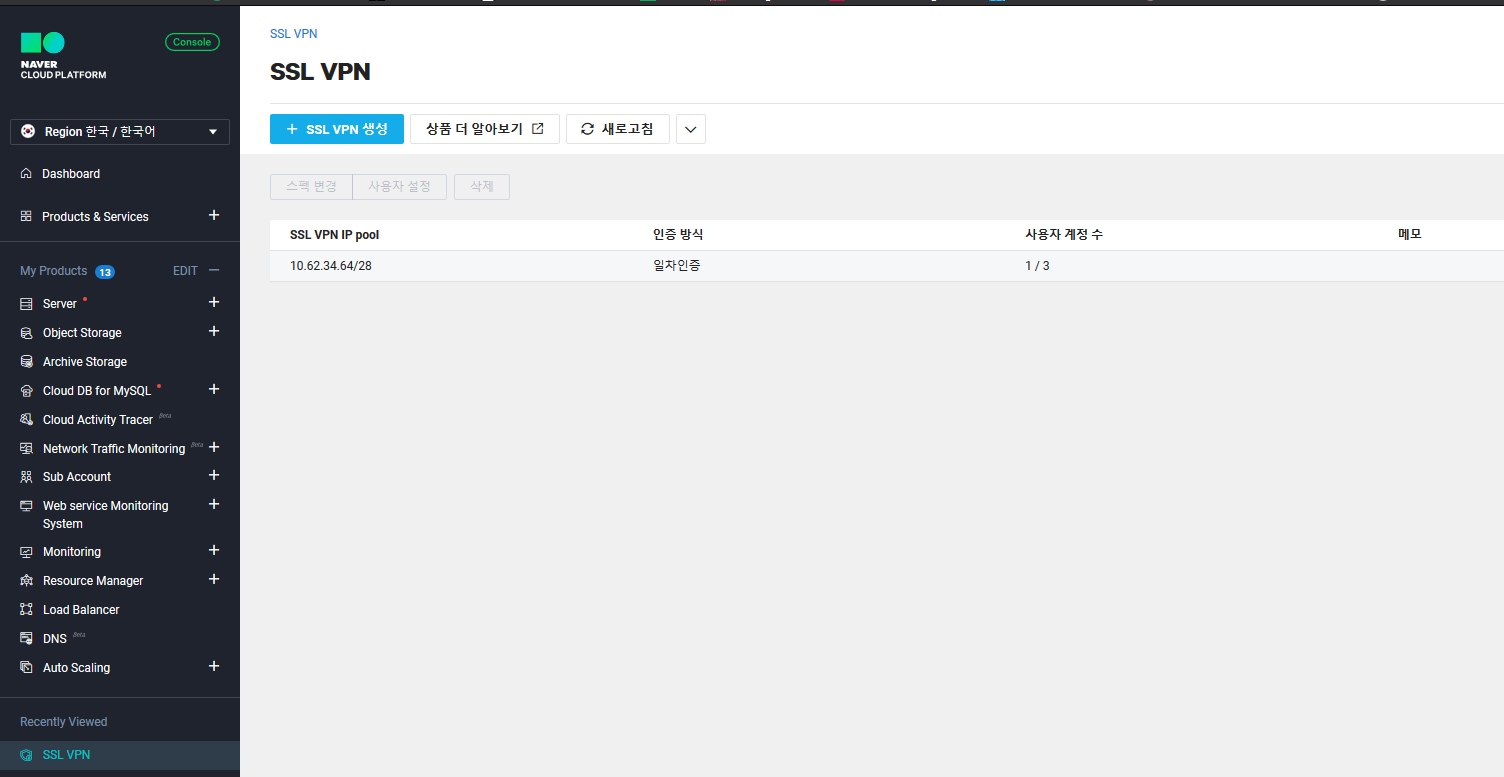 NAVER
CLOUD PLATFORM
Console
Region 한국 / 한국어
Dashboard
Products & Services
My Products 13 EDIT
Server
Object Storage
Archive Storage
Cloud DB for MySQL
Cloud Activity Tracer Beta
Network Traffic Monitoring Beta
Sub Account
Web service Monitoring
System
Monitoring
Resource Manager
Load Balancer
DNS Beta
Auto Scaling
Recently Viewed
SSL VPN
SSL VPN
SSL VPN
+ SSL VPN 생성 상품 더 알아보기 새로고침
스펙 변경 사용자 설정 삭제
SSL VPN IP pool 인증 방식 사용자 계정 수 메모
10.62.34.64/28 일차인증 1 / 3